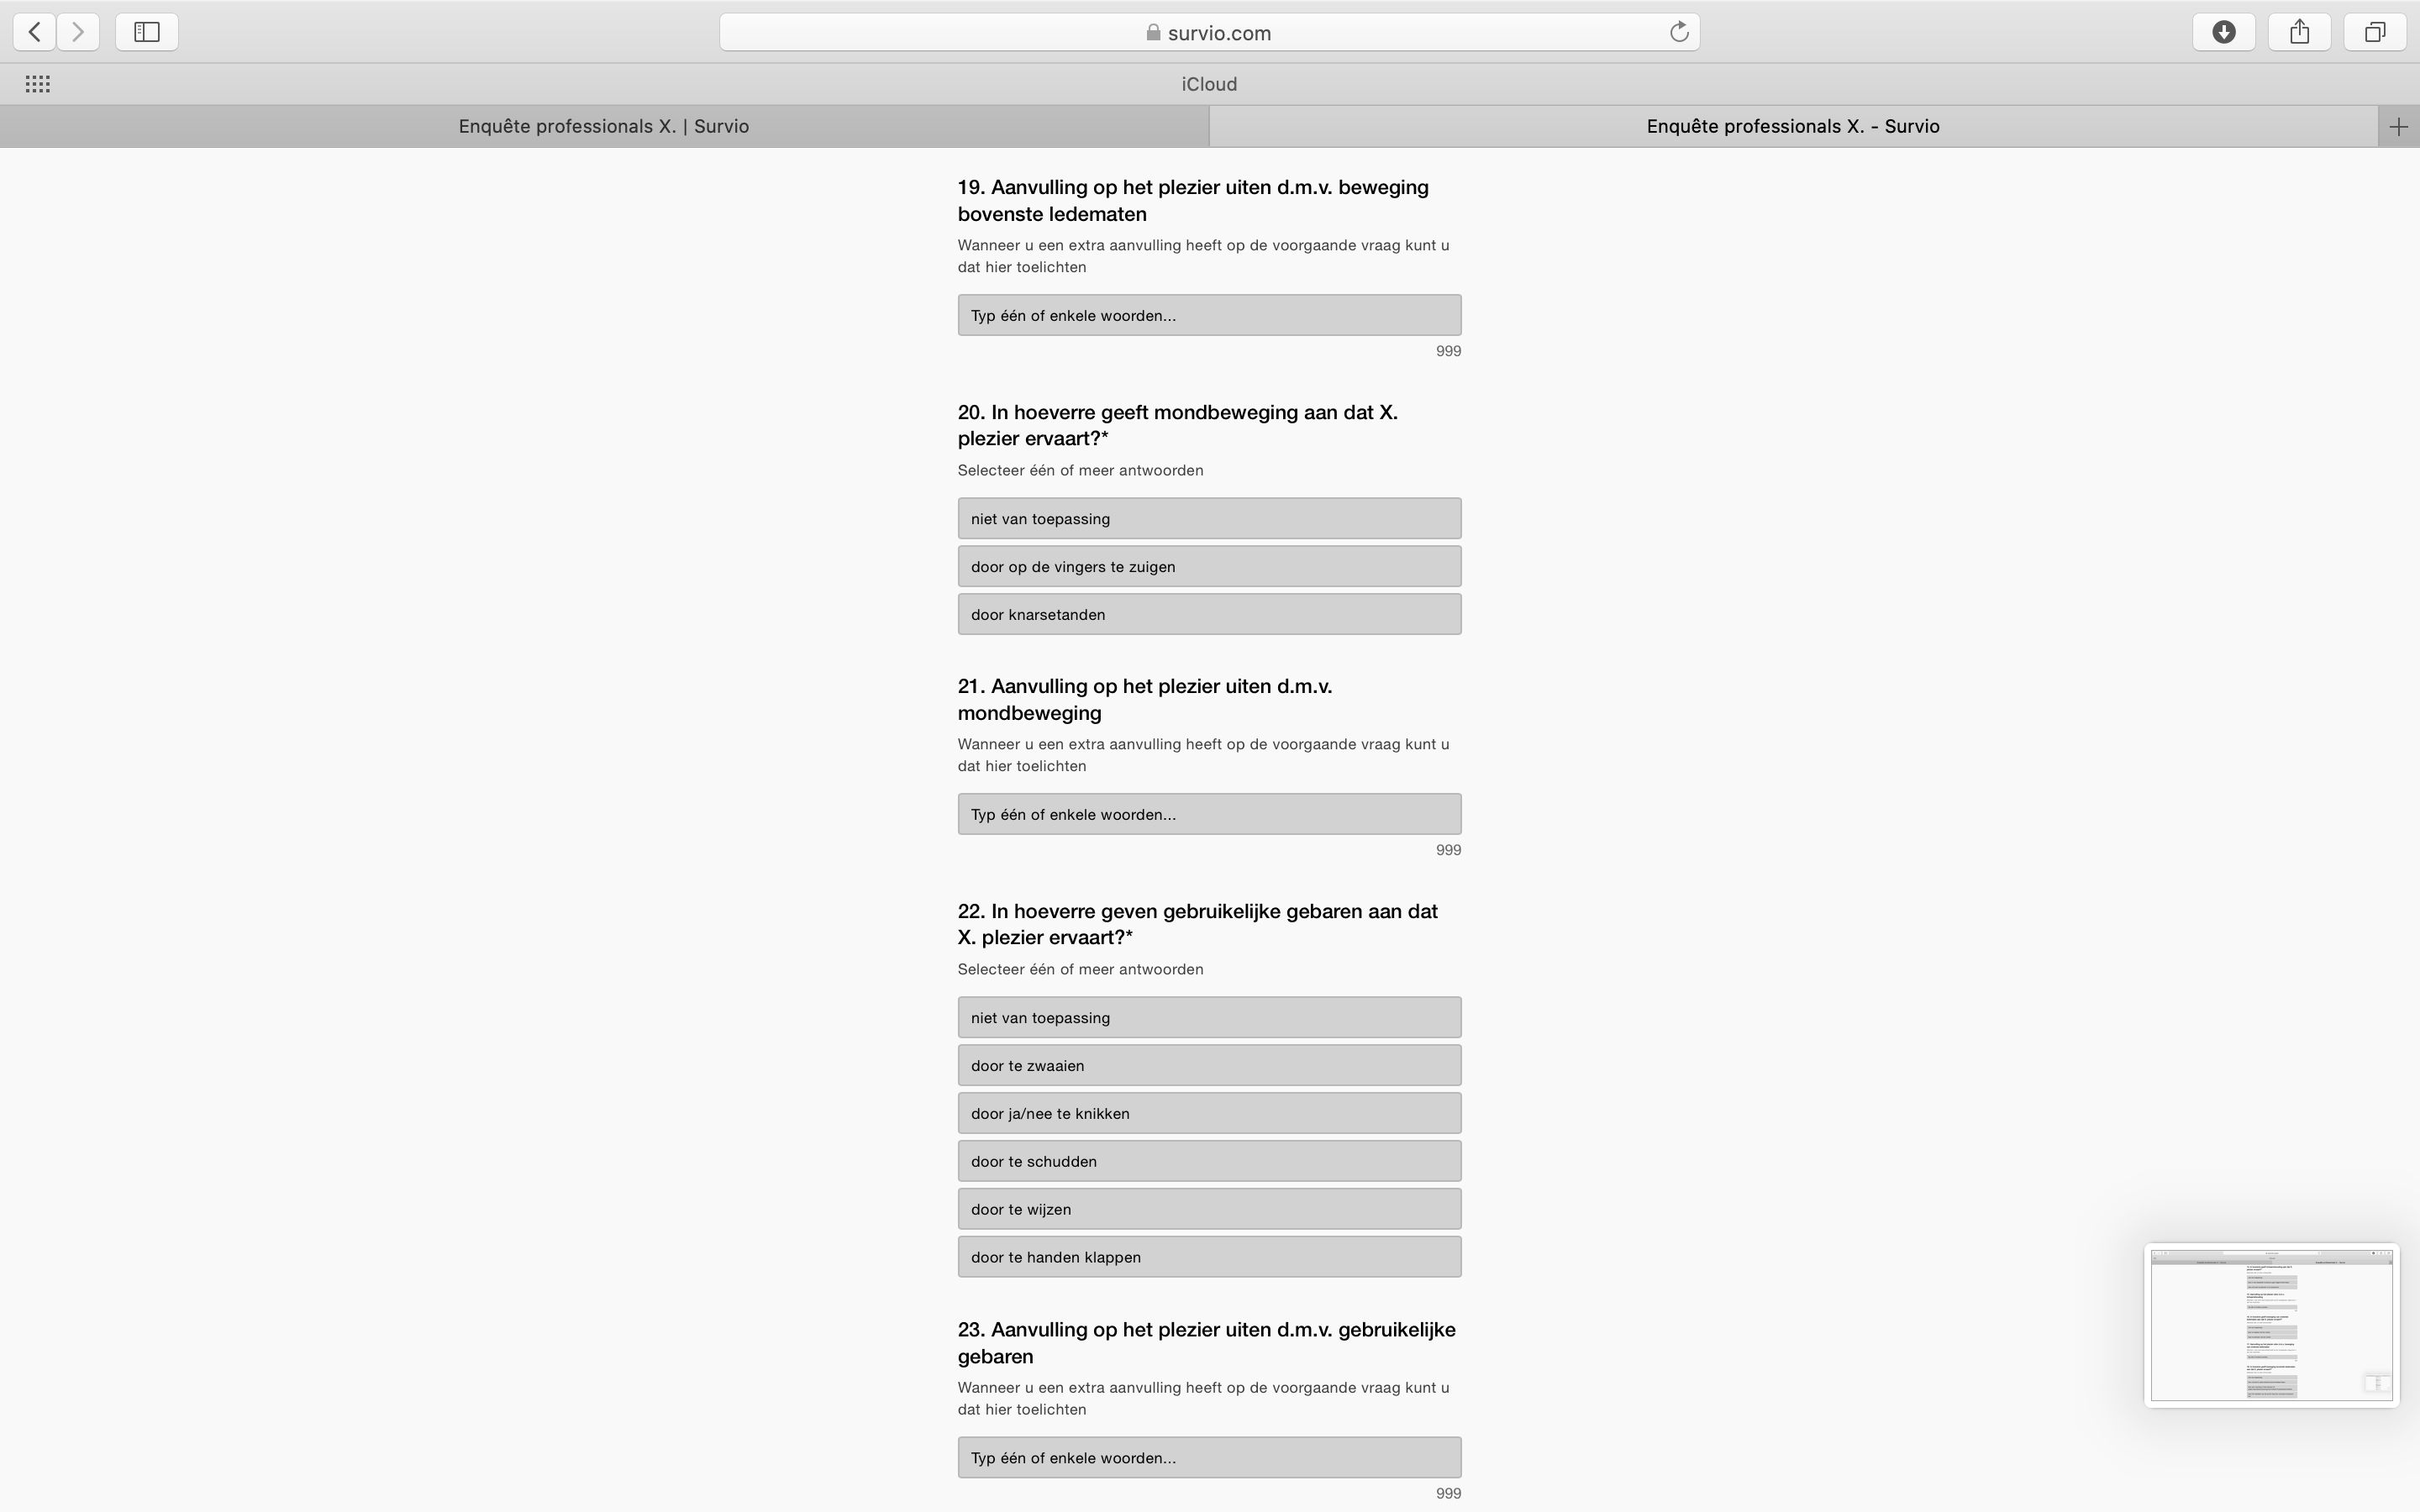 survio.com
iCloud
Enquête professionals X. | Survio
Enquête professionals X. - Survio
19. Aanvulling op het plezier uiten d.m.v. beweging
bovenste ledematen
Wanneer u een extra aanvulling heeft op de voorgaande vraag kunt u
dat hier toelichten
Typ één of enkele woorden...
999
20. In hoeverre geeft mondbeweging aan dat X.
plezier ervaart?*
Selecteer één of meer antwoorden
niet van toepassing
door op de vingers te zuigen
door knarsetanden
21. Aanvulling op het plezier uiten d.m.v.
mondbeweging
Wanneer u een extra aanvulling heeft op de voorgaande vraag kunt u
dat hier toelichten
Typ één of enkele woorden...
999
22. In hoeverre geven gebruikelijke gebaren aan dat
X. plezier ervaart?*
Selecteer één of meer antwoorden
niet van toepassing
door te zwaaien
door ja/nee te knikken
door te schudden
door te wijzen
door te handen klappen
23. Aanvulling op het plezier uiten d.m.v. gebruikelijke
gebaren
Wanneer u een extra aanvulling heeft op de voorgaande vraag kunt u
dat hier toelichten
Typ één of enkele woorden...
999